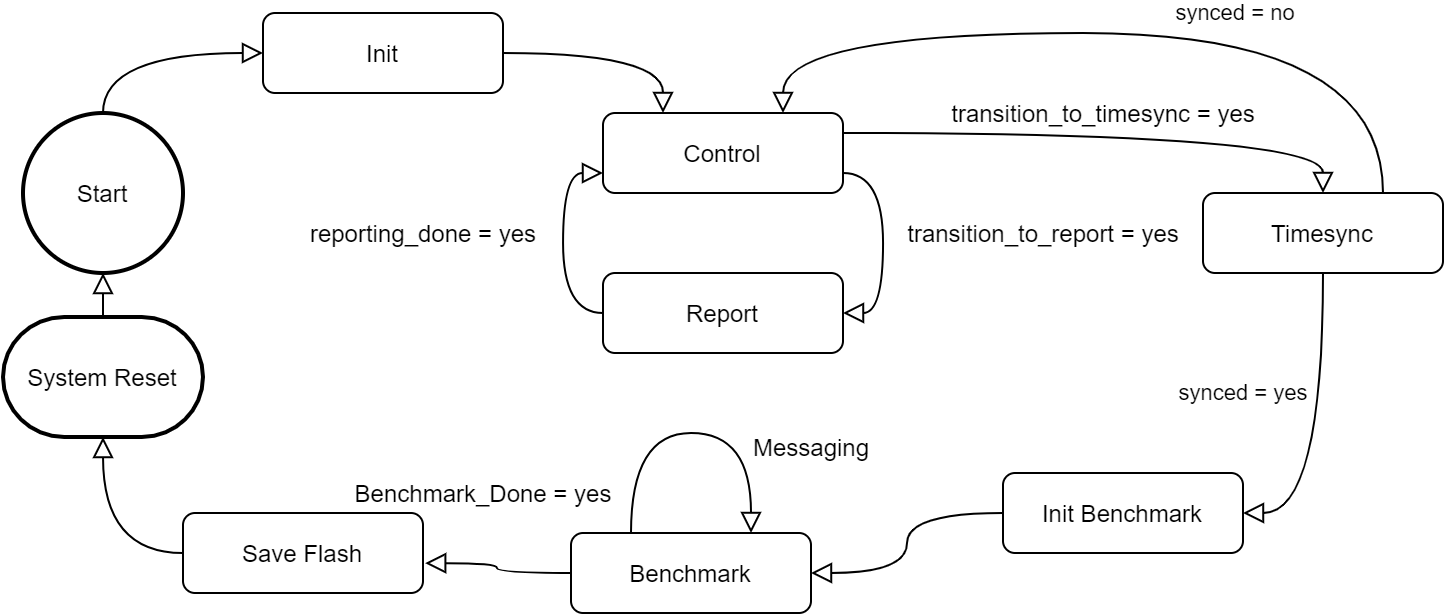 synced = no
Init
transition_to_timesync = yes
Control
Start
reporting_done = yes
transition_to_report = yes
Timesync
Report
System Reset
synced = yes
Messaging
Benchmark_Done = yes
Init Benchmark
Save Flash
Benchmark